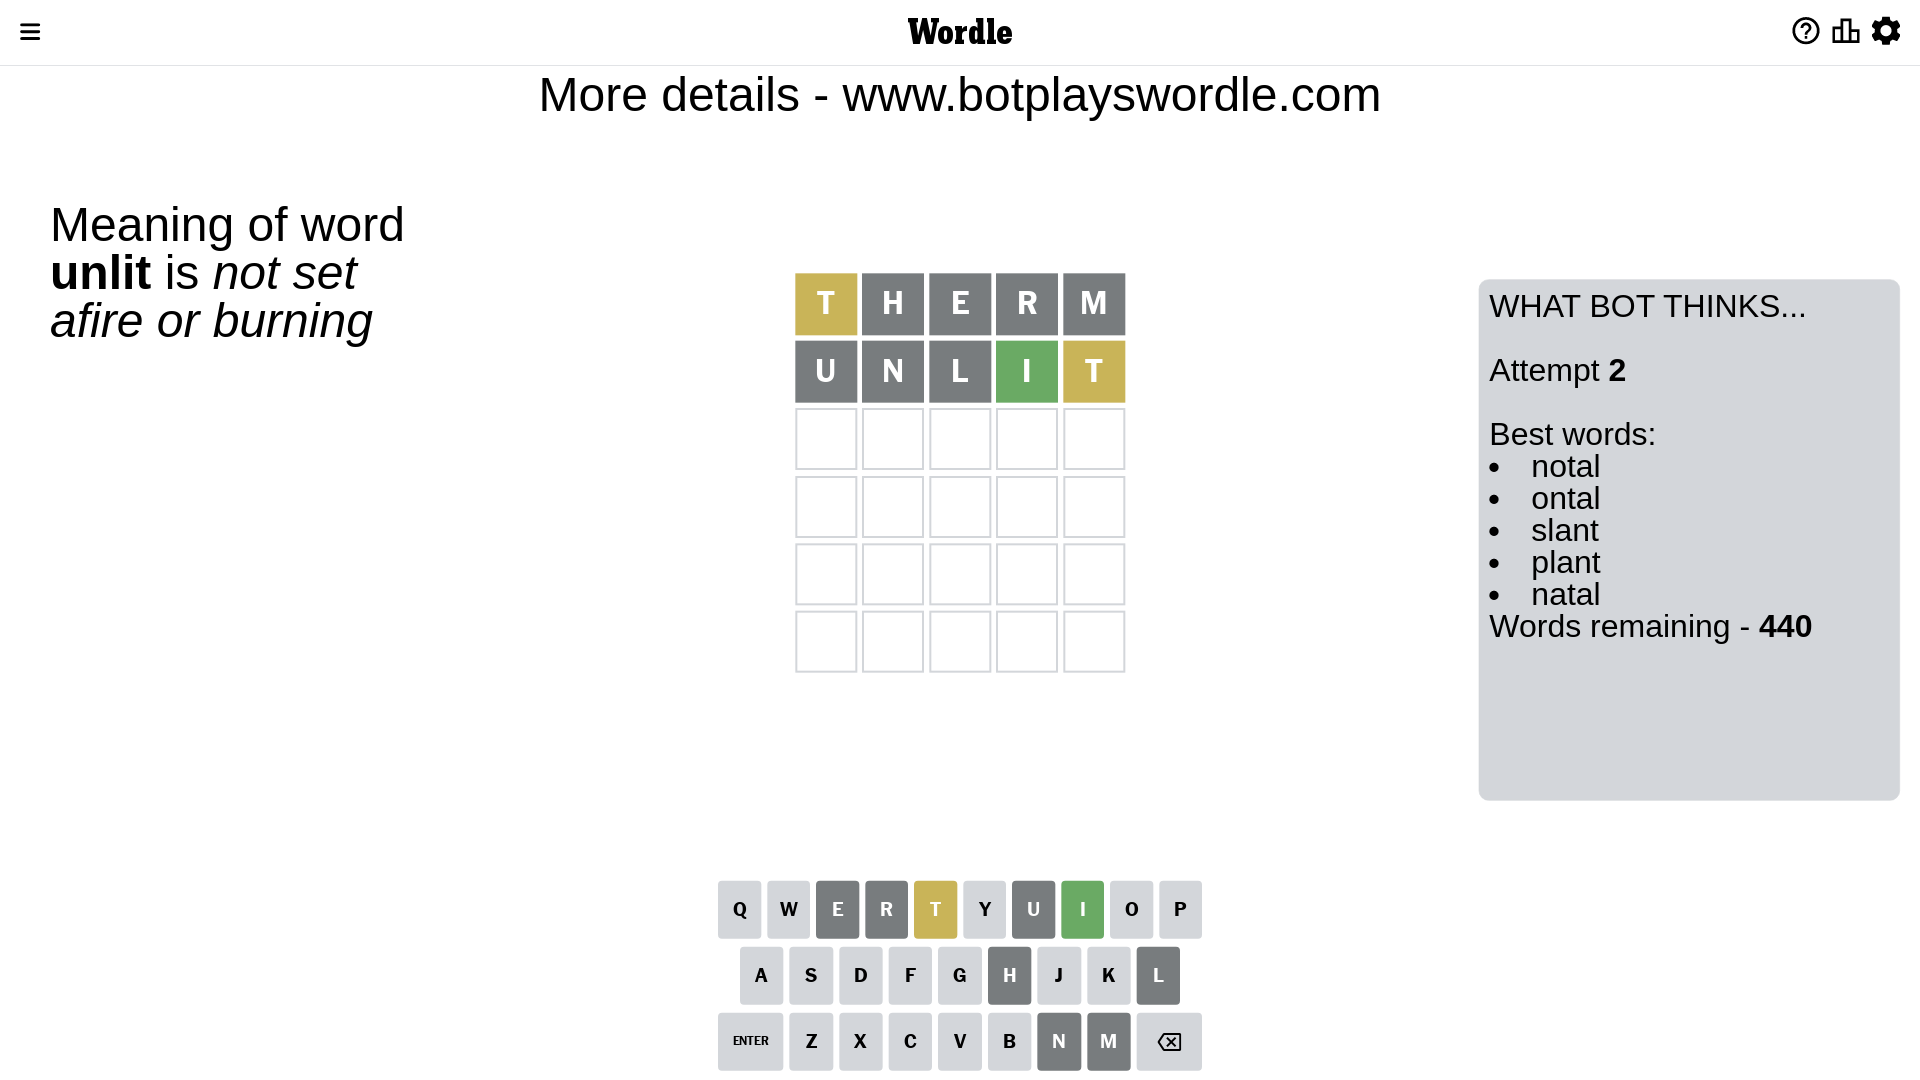 Wordle
More details - www.botplayswordle.com
Meaning of word
unlit is not set
afire or burning
T H E R M
U N L I T
WHAT BOT THINKS...
Attempt 2
Best words:
• notal
• ontal
• slant
• plant
• natal
Words remaining - 440
Q W E R T Y U I O P
A S D F G H J K L
ENTER Z X C V B N M